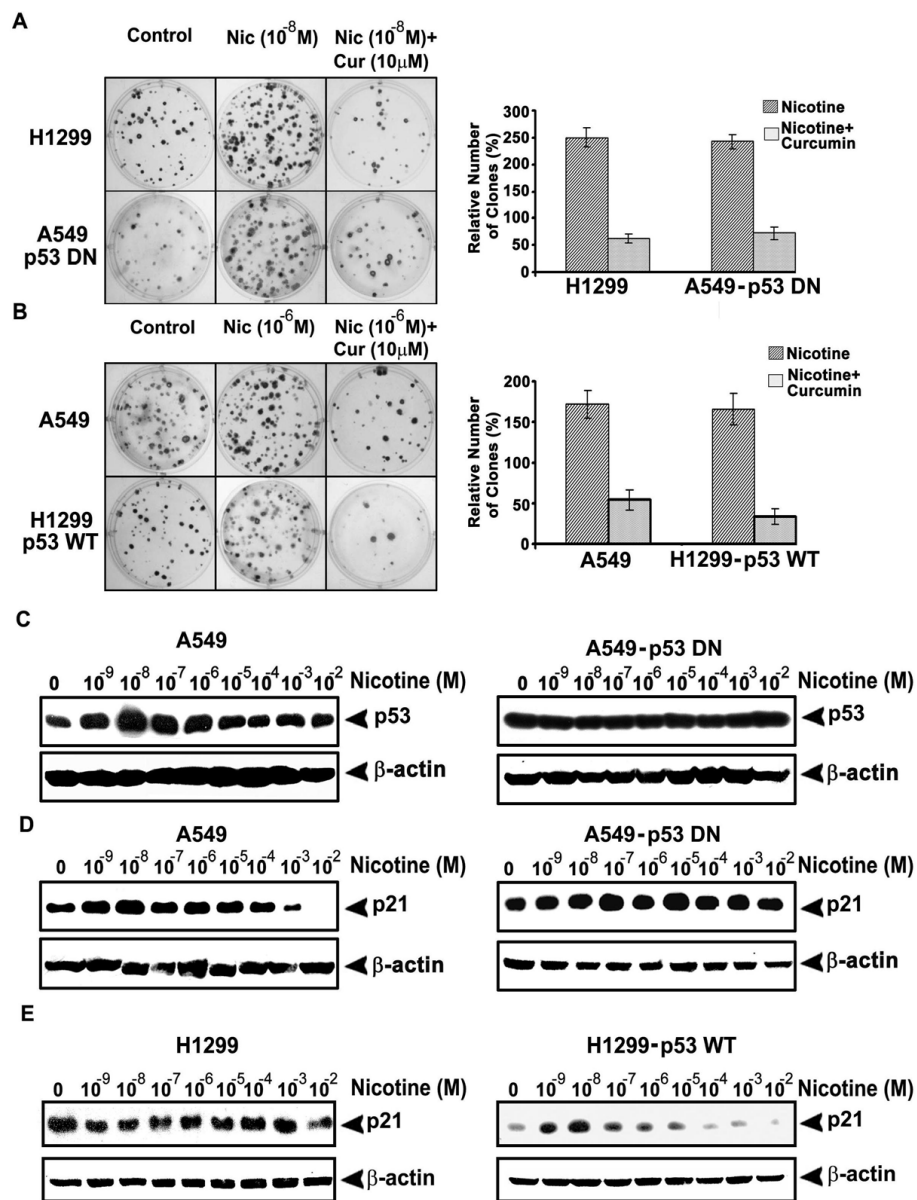 A
Control Nic (10-8M) Nic (10-8M)+
Cur (10μM)
H1299
A549
p53 DN
Relative Number
of Clones (%)
300
250
200
150
100
50
0
Nicotine
Nicotine+
Curcumin
H1299 A549-p53 DN
B
Control Nic (10-6M) Nic (10-6M)+
Cur (10μM)
A549
H1299
p53 WT
Relative Number
of Clones (%)
200
150
100
50
0
Nicotine
Nicotine+
Curcumin
A549 H1299-p53 WT
C
A549
0 10-9 10-8 10-7 10-6 10-5 10-4 10-3 10-2 Nicotine (M)
p53
β-actin
A549-p53 DN
0 10-9 10-8 10-7 10-6 10-5 10-4 10-3 10-2 Nicotine (M)
p53
β-actin
D
A549
0 10-9 10-8 10-7 10-6 10-5 10-4 10-3 10-2 Nicotine (M)
p21
β-actin
A549-p53 DN
0 10-9 10-8 10-7 10-6 10-5 10-4 10-3 10-2 Nicotine (M)
p21
β-actin
E
H1299
0 10-9 10-8 10-7 10-6 10-5 10-4 10-3 10-2 Nicotine (M)
p21
β-actin
H1299-p53 WT
0 10-9 10-8 10-7 10-6 10-5 10-4 10-3 10-2 Nicotine (M)
p21
β-actin